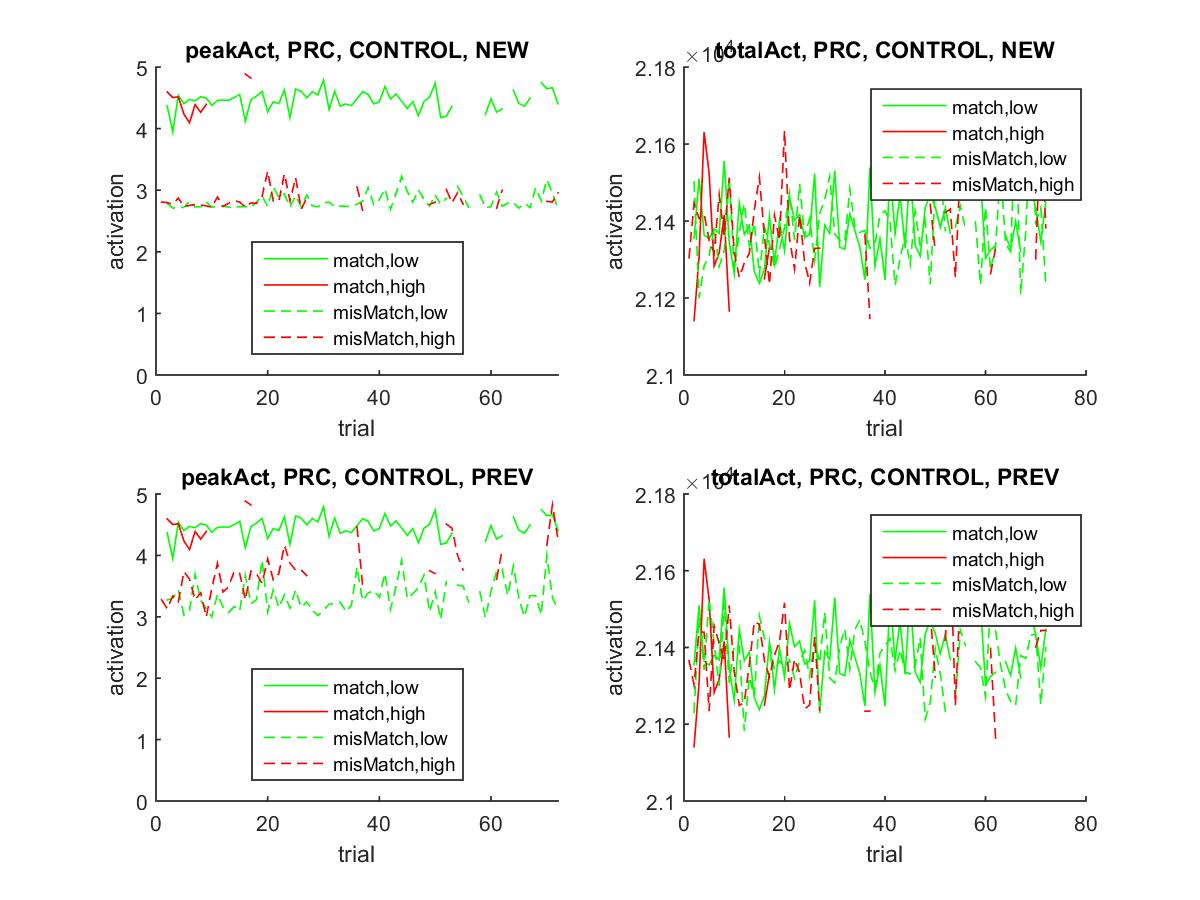 peakAct, PRC, CONTROL, NEW
5
4
3
2
1
0
activation
match,low
match,high
misMatch,low
misMatch,high
0 20 40 60
trial
×10⁴
totalAct, PRC, CONTROL, NEW
2.18
2.16
2.14
2.12
2.1
activation
match,low
match,high
misMatch,low
misMatch,high
0 20 40 60 80
trial
peakAct, PRC, CONTROL, PREV
5
4
3
2
1
0
activation
match,low
match,high
misMatch,low
misMatch,high
0 20 40 60
trial
×10⁴
totalAct, PRC, CONTROL, PREV
2.18
2.16
2.14
2.12
2.1
activation
match,low
match,high
misMatch,low
misMatch,high
0 20 40 60 80
trial